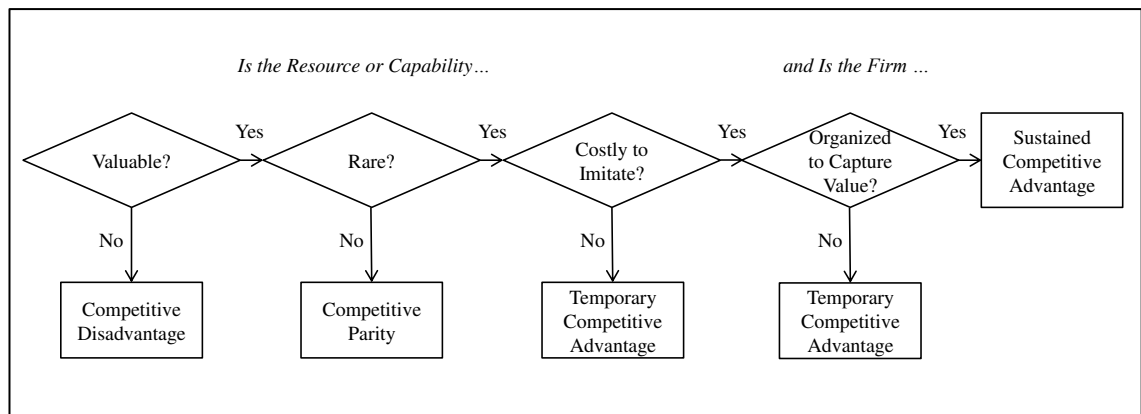 Is the Resource or Capability…
and Is the Firm …
Valuable?
Yes
Rare?
Yes
Costly to
Imitate?
Yes
Organized
to Capture
Value?
Yes
Sustained
Competitive
Advantage
No
No
No
No
Competitive
Disadvantage
Competitive
Parity
Temporary
Competitive
Advantage
Temporary
Competitive
Advantage